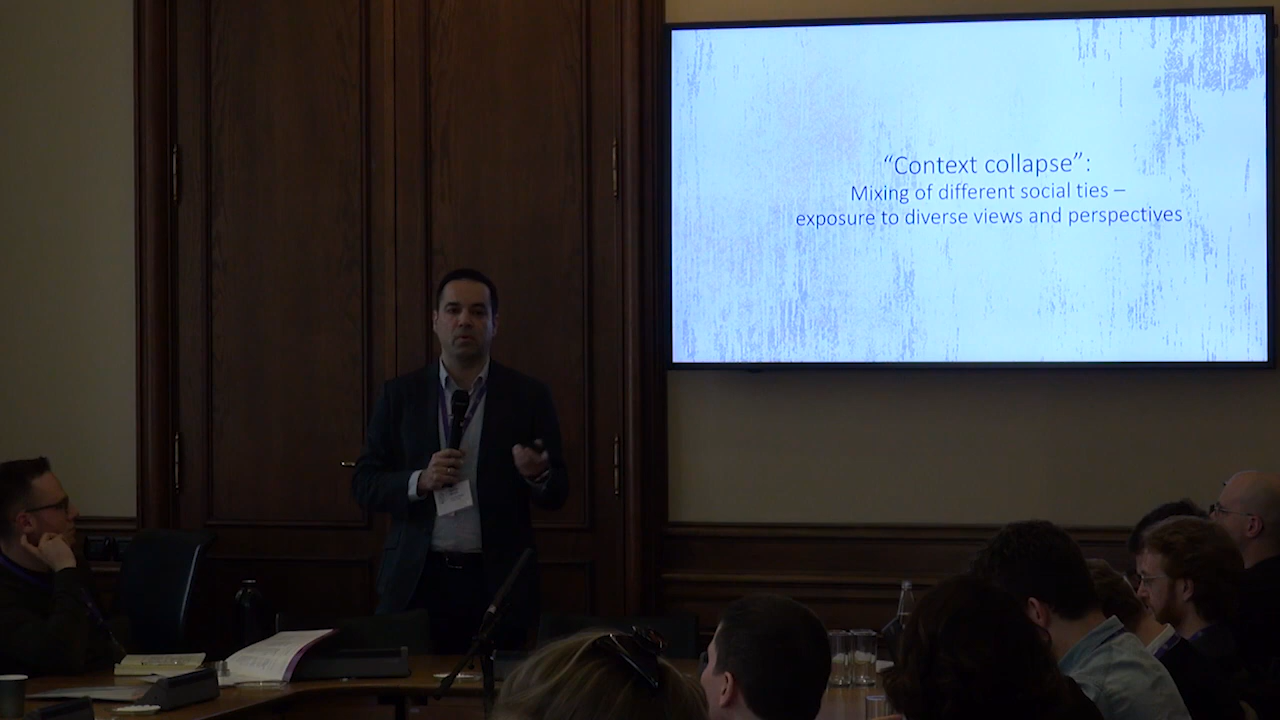 “Context collapse”:
Mixing of different social ties –
exposure to diverse views and perspectives